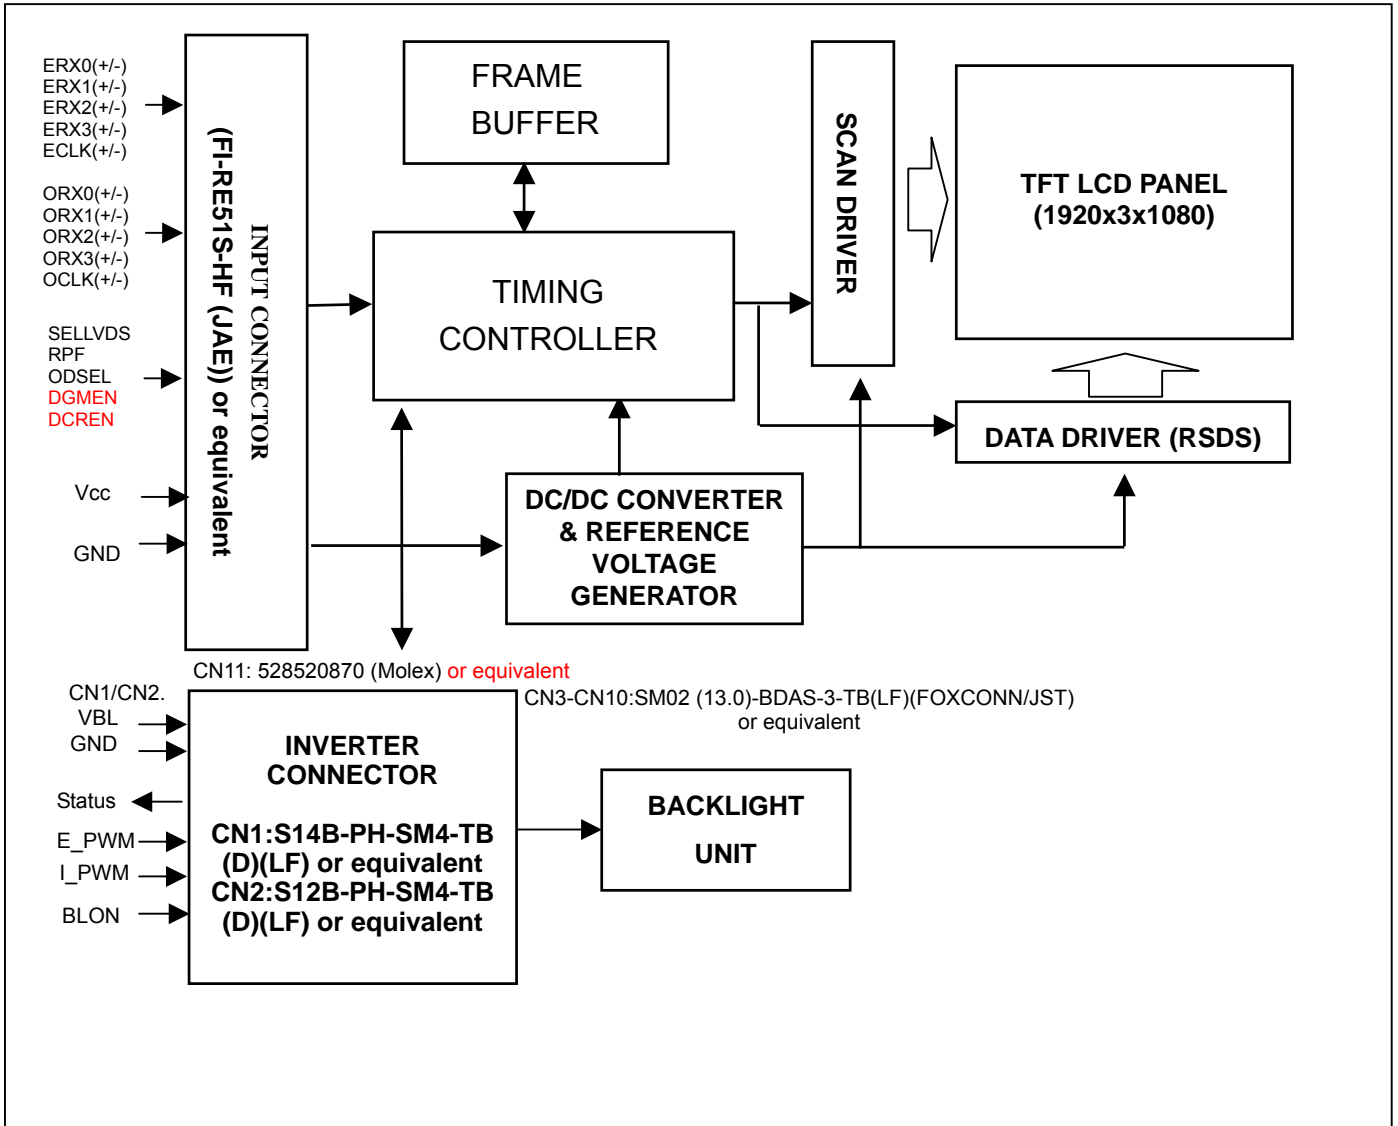 ERX0(+/-)
ERX1(+/-)
ERX2(+/-)
ERX3(+/-)
ECLK(+/-)
ORX0(+/-)
ORX1(+/-)
ORX2(+/-)
ORX3(+/-)
OCLK(+/-)
SELLVDS
RPF
ODSEL
DGMEN
DCREN
Vcc
GND
INPUT CONNECTOR
(FI-RE51S-HF (JAE)) or equivalent
FRAME
BUFFER
TIMING
CONTROLLER
SCAN DRIVER
TFT LCD PANEL
(1920x3x1080)
DATA DRIVER (RSDS)
DC/DC CONVERTER
& REFERENCE
VOLTAGE
GENERATOR
CN11: 528520870 (Molex) or equivalent
CN3-CN10:SM02 (13.0)-BDAS-3-TB(LF)(FOXCONN/JST)
or equivalent
CN1/CN2.
VBL
GND
Status
E_PWM
I_PWM
BLON
INVERTER
CONNECTOR
CN1:S14B-PH-SM4-TB
(D)(LF) or equivalent
CN2:S12B-PH-SM4-TB
(D)(LF) or equivalent
BACKLIGHT
UNIT